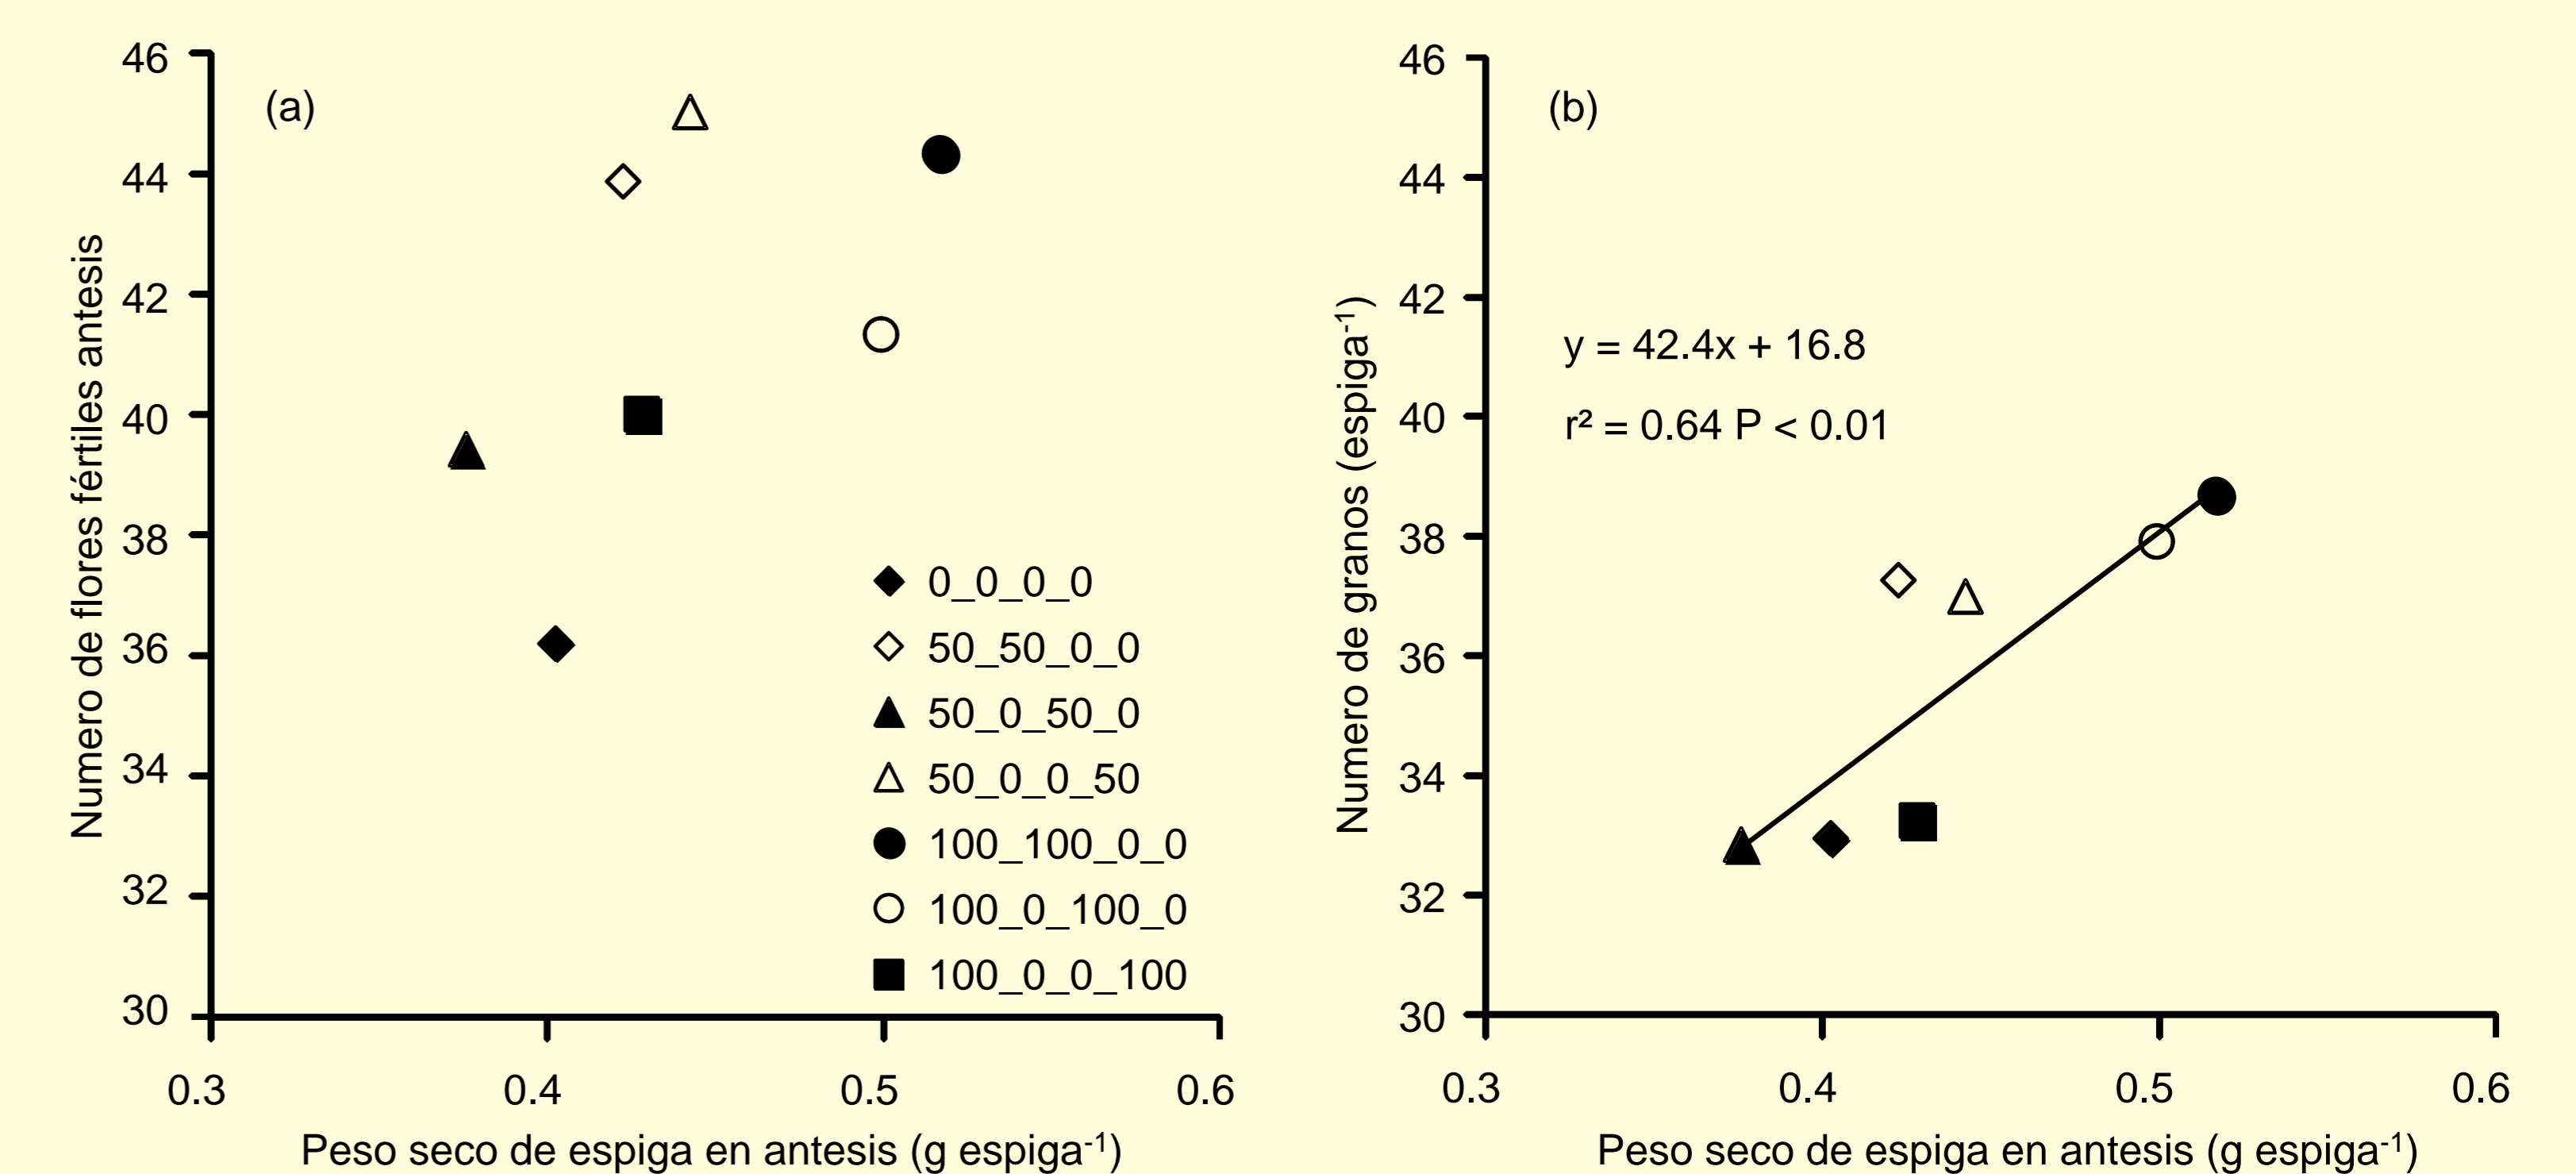 (a)
46
44
42
40
38
36
34
32
30
Numero de flores fértiles antesis
0_0_0_0
50_50_0_0
50_0_50_0
50_0_0_50
100_100_0_0
100_0_100_0
100_0_0_100
0.3 0.4 0.5 0.6
Peso seco de espiga en antesis (g espiga⁻¹)
(b)
46
44
42
40
38
36
34
32
30
Numero de granos (espiga⁻¹)
y = 42.4x + 16.8
r² = 0.64 P < 0.01
0.3 0.4 0.5 0.6
Peso seco de espiga en antesis (g espiga⁻¹)